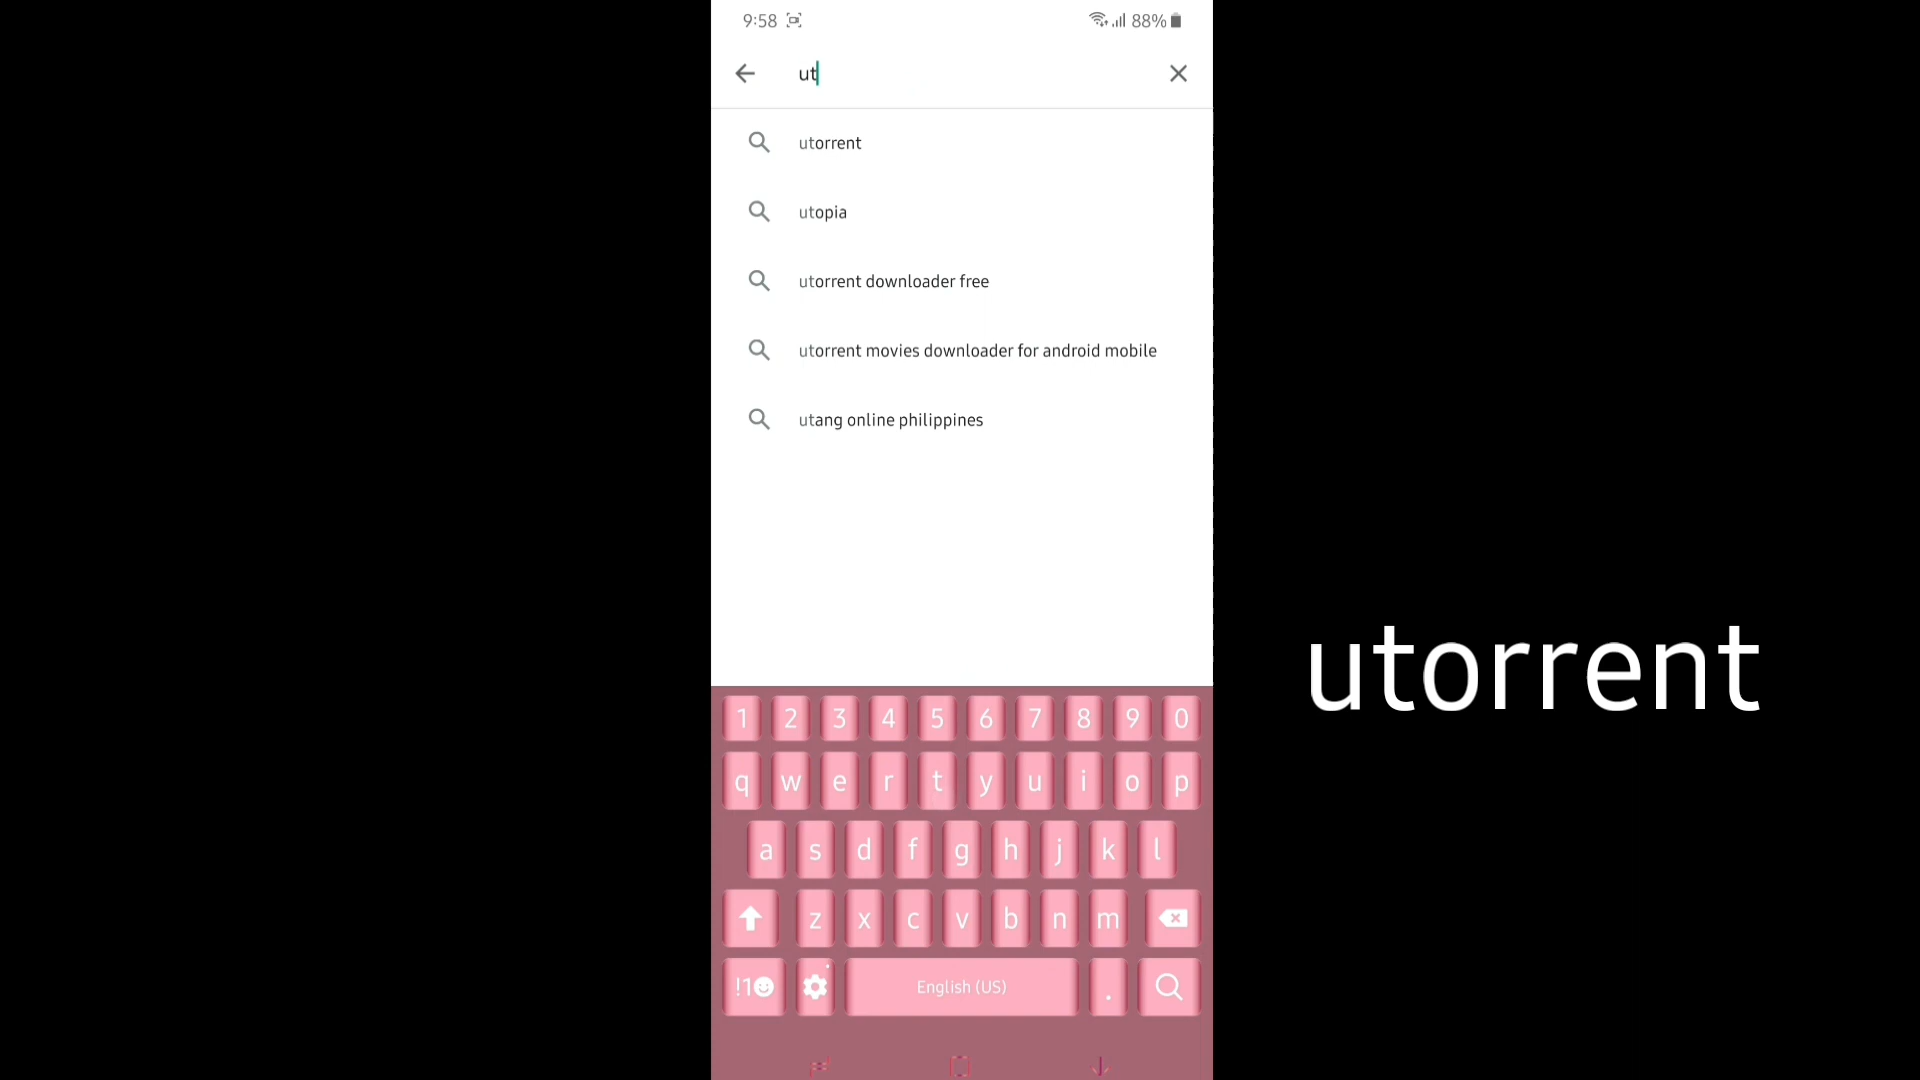 9:58 88%
ut
utorrent
utopia
utorrent downloader free
utorrent movies downloader for android mobile
utang online philippines
utorrent
1 2 3 4 5 6 7 8 9 0
q w e r t y u i o p
a s d f g h j k l
z x c v b n m
!1 English (US) .